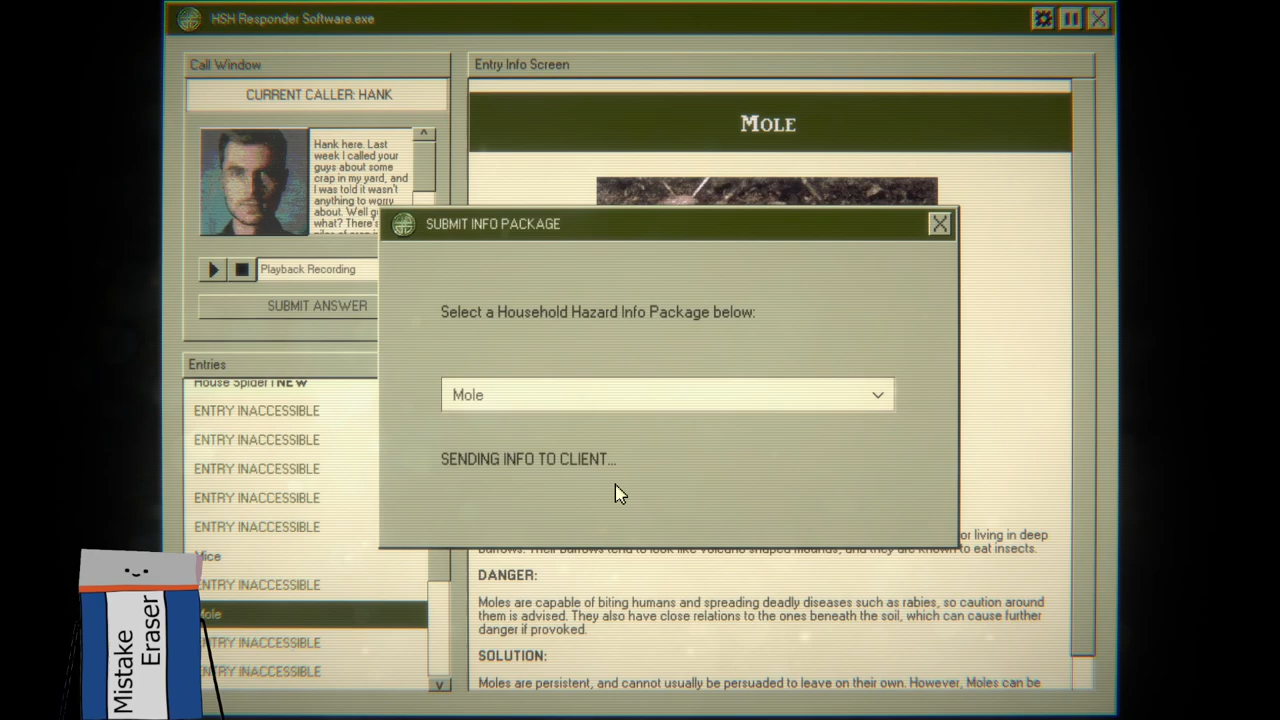 HSH Responder Software.exe
Call Window
CURRENT CALLER: HANK
Hank here. Last
week I called your
guys about some
crap in my yard, and
I was told it wasn't
anything to worry
about. Well
what? There's
Playback Recording
SUBMIT ANSWER
Entries
House Spider | NEW
ENTRY INACCESSIBLE
ENTRY INACCESSIBLE
ENTRY INACCESSIBLE
ENTRY INACCESSIBLE
ENTRY INACCESSIBLE
Mice
ENTRY INACCESSIBLE
Mole
ENTRY INACCESSIBLE
ENTRY INACCESSIBLE
Entry Info Screen
MOLE
SUBMIT INFO PACKAGE
Select a Household Hazard Info Package below:
Mole
SENDING INFO TO CLIENT...
or living in deep
burrows. Their burrows tend to look like volcano shaped mounds, and they are known to eat insects.
DANGER:
Moles are capable of biting humans and spreading deadly diseases such as rabies, so caution around
them is advised. They also have close relations to the ones beneath the soil, which can cause further
danger if provoked.
SOLUTION:
Moles are persistent, and cannot usually be persuaded to leave on their own. However, Moles can be
Mistake
Eraser